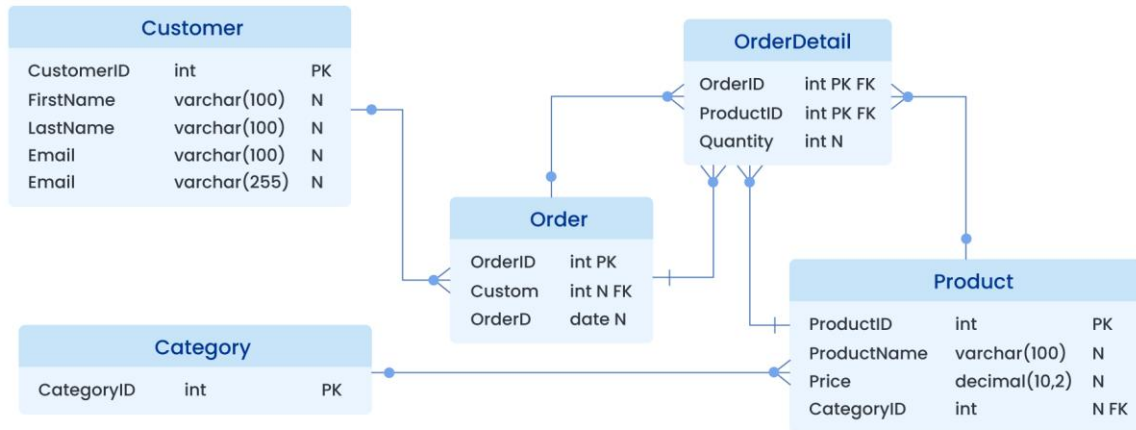 Customer
CustomerID int PK
FirstName varchar(100) N
LastName varchar(100) N
Email varchar(100) N
Email varchar(255) N
OrderDetail
OrderID int PK FK
ProductID int PK FK
Quantity int N
Order
OrderID int PK
Custom int N FK
OrderD date N
Product
ProductID int PK
ProductName varchar(100) N
Price decimal(10,2) N
CategoryID int N FK
Category
CategoryID int PK